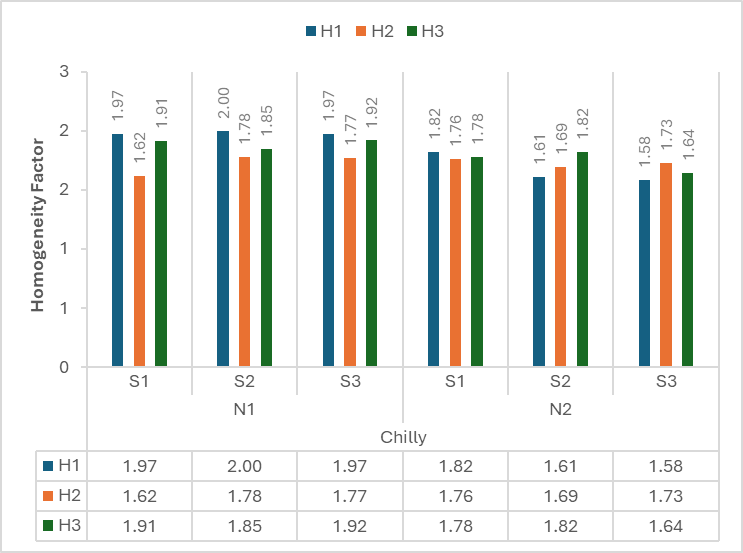 H1 H2 H3
Homogeneity Factor
3
2
2
1
1
0
1.97 1.62 1.91 2.00 1.78 1.85 1.97 1.77 1.92 1.82 1.76 1.78 1.61 1.69 1.82 1.58 1.73 1.64
S1 S2 S3 S1 S2 S3
N1 N2
Chilly
H1 1.97 2.00 1.97 1.82 1.61 1.58
H2 1.62 1.78 1.77 1.76 1.69 1.73
H3 1.91 1.85 1.92 1.78 1.82 1.64